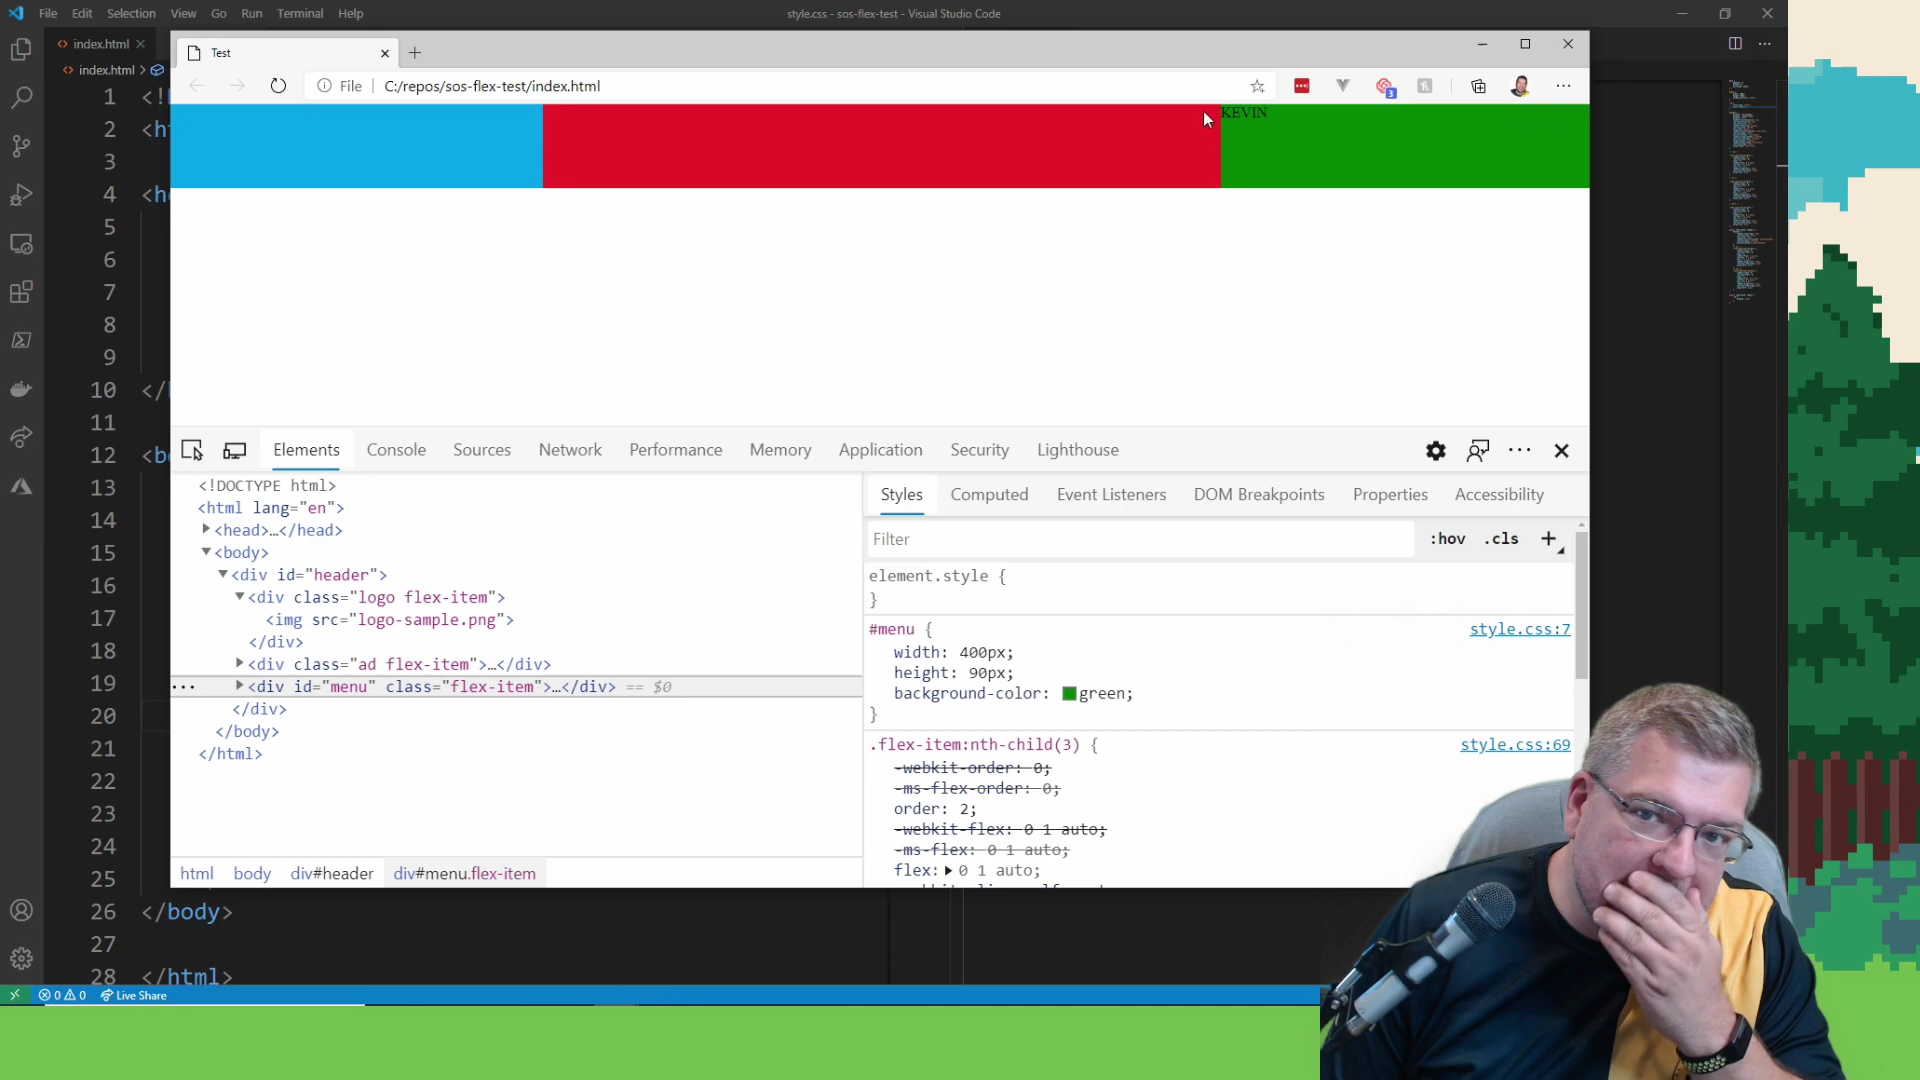 File Edit Selection View Go Run Terminal Help
style.css - sos-flex-test - Visual Studio Code
index.html
Test
index.html
File C:/repos/sos-flex-test/index.html
3
KEVIN
1 <!
2 <h
3
4 <h
5
6
7
8
9
10 </
11
12 <b
13
14
15
16
17
18
19
20
21
22
23
24
25
26 </body>
27
28 </html>
Elements Console Sources Network Performance Memory Application Security Lighthouse
<!DOCTYPE html>
<html lang="en">
<head>…</head>
<body>
<div id="header">
<div class="logo flex-item">
<img src="logo-sample.png">
</div>
<div class="ad flex-item">…</div>
<div id="menu" class="flex-item">…</div> == $0
</div>
</body>
</html>
html body div#header div#menu.flex-item
Styles Computed Event Listeners DOM Breakpoints Properties Accessibility
Filter :hov .cls
element.style {
}
#menu { style.css:7
width: 400px;
height: 90px;
background-color: green;
}
.flex-item:nth-child(3) { style.css:69
-webkit-order: 0;
-ms-flex-order: 0;
order: 2;
-webkit-flex: 0 1 auto;
-ms-flex: 0 1 auto;
flex: 0 1 auto;
0 0 Live Share